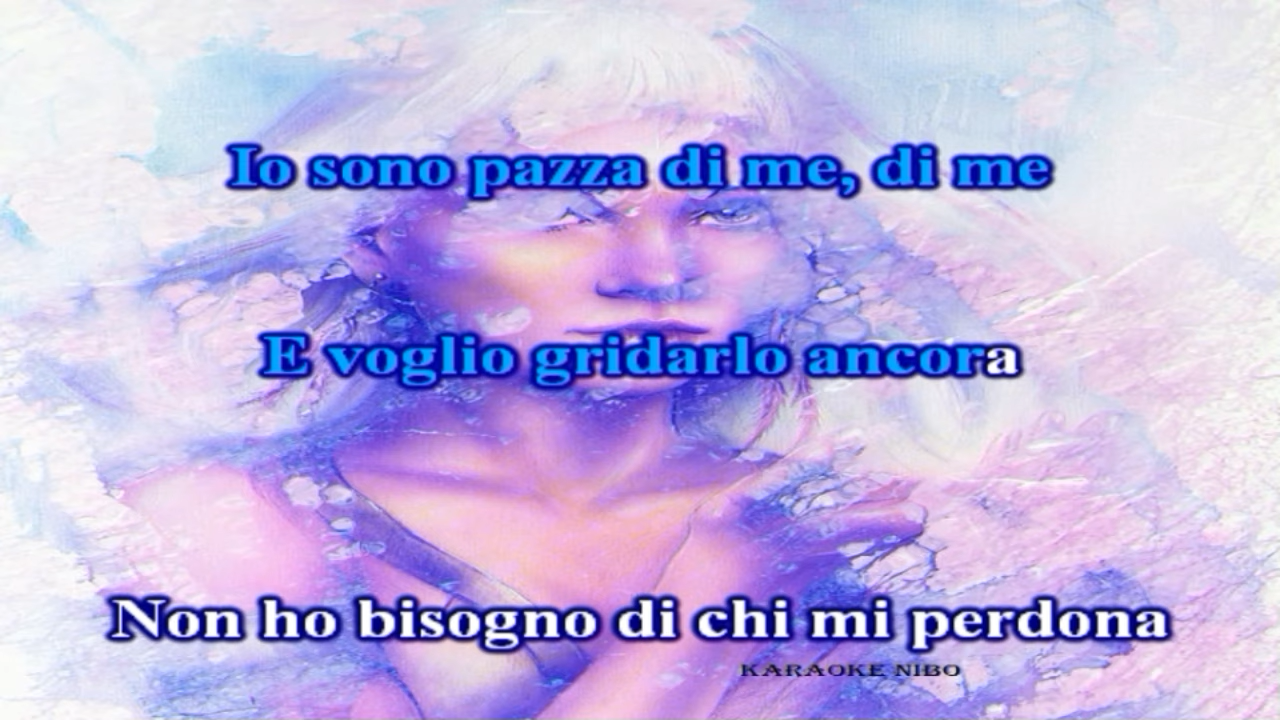 Io sono pazza di me, di me
E voglio gridarlo ancora
Non ho bisogno di chi mi perdona
KARAOKE NIBO